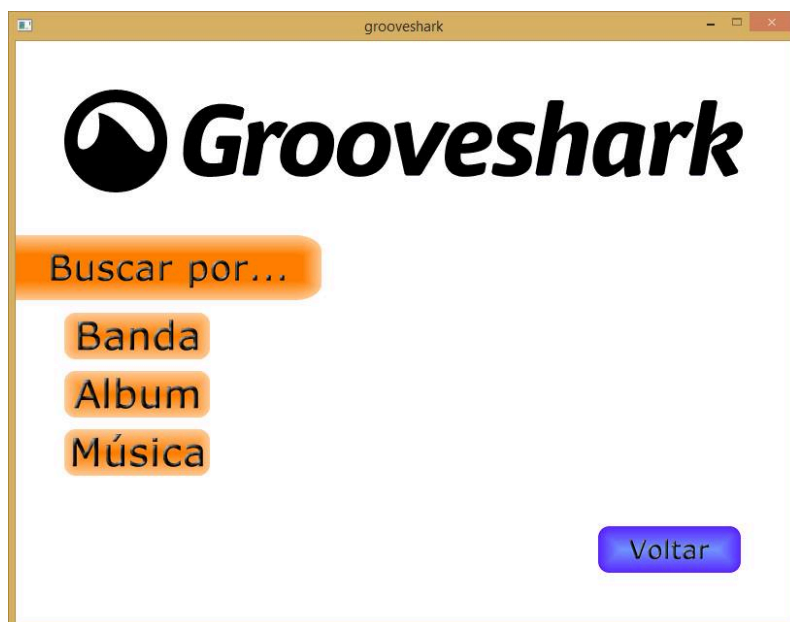 grooveshark
Grooveshark
Buscar por...
Banda
Album
Música
Voltar